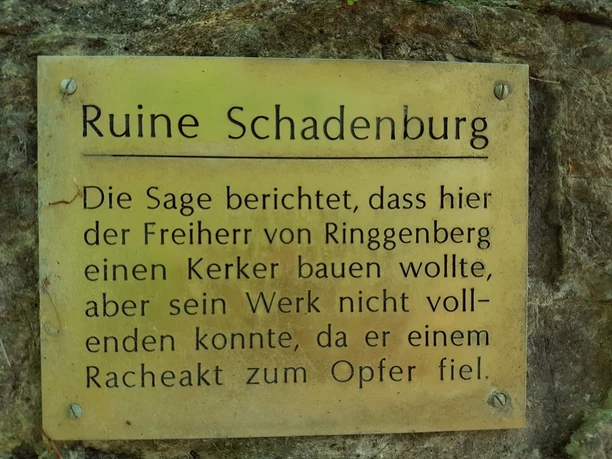 Ruine Schadenburg
Die Sage berichtet, dass hier
der Freiherr von Ringgenberg
einen Kerker bauen wollte,
aber sein Werk nicht voll-
enden konnte, da er einem
Racheakt zum Opfer fiel.